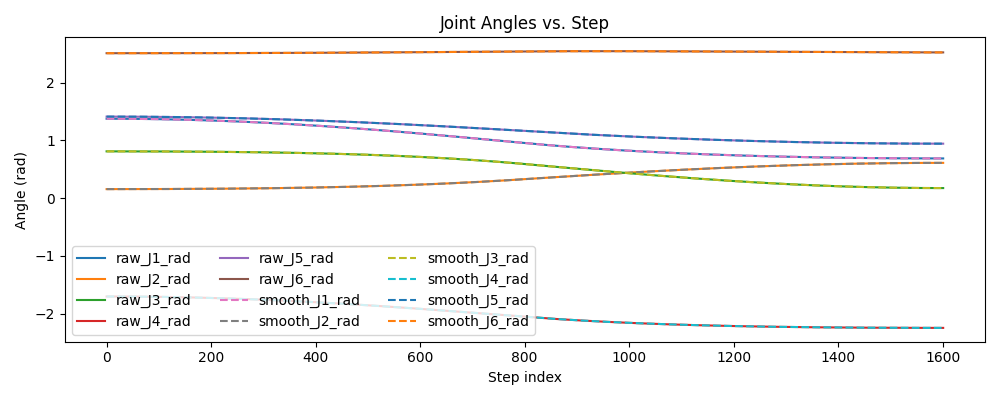 Joint Angles vs. Step
Angle (rad)
2
1
0
−1
−2
raw_J1_rad
raw_J2_rad
raw_J3_rad
raw_J4_rad
raw_J5_rad
raw_J6_rad
smooth_J1_rad
smooth_J2_rad
smooth_J3_rad
smooth_J4_rad
smooth_J5_rad
smooth_J6_rad
0 200 400 600 800 1000 1200 1400 1600
Step index